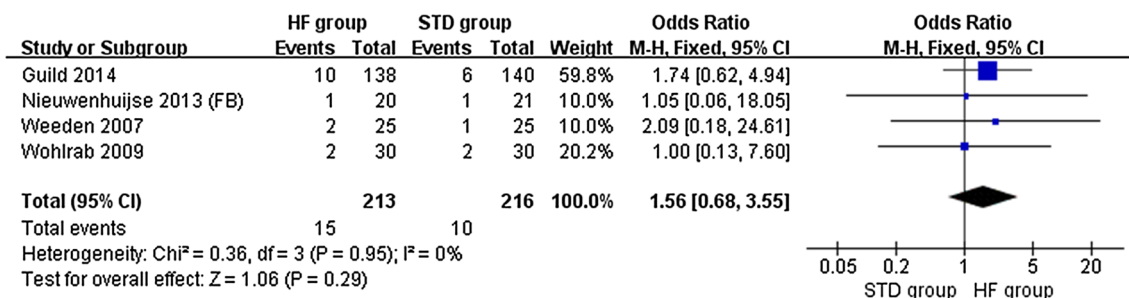 HF group STD group Odds Ratio Odds Ratio
Study or Subgroup Events Total Events Total Weight M-H, Fixed, 95% CI M-H, Fixed, 95% CI
Guild 2014 10 138 6 140 59.8% 1.74 [0.62, 4.94]
Nieuwenhuijse 2013 (FB) 1 20 1 21 10.0% 1.05 [0.06, 18.05]
Weeden 2007 2 25 1 25 10.0% 2.09 [0.18, 24.61]
Wohlrab 2009 2 30 2 30 20.2% 1.00 [0.13, 7.60]
Total (95% CI) 213 216 100.0% 1.56 [0.68, 3.55]
Total events 15 10
Heterogeneity: Chi² = 0.36, df = 3 (P = 0.95); I² = 0%
Test for overall effect: Z = 1.06 (P = 0.29)
0.05 0.2 1 5 20
STD group HF group